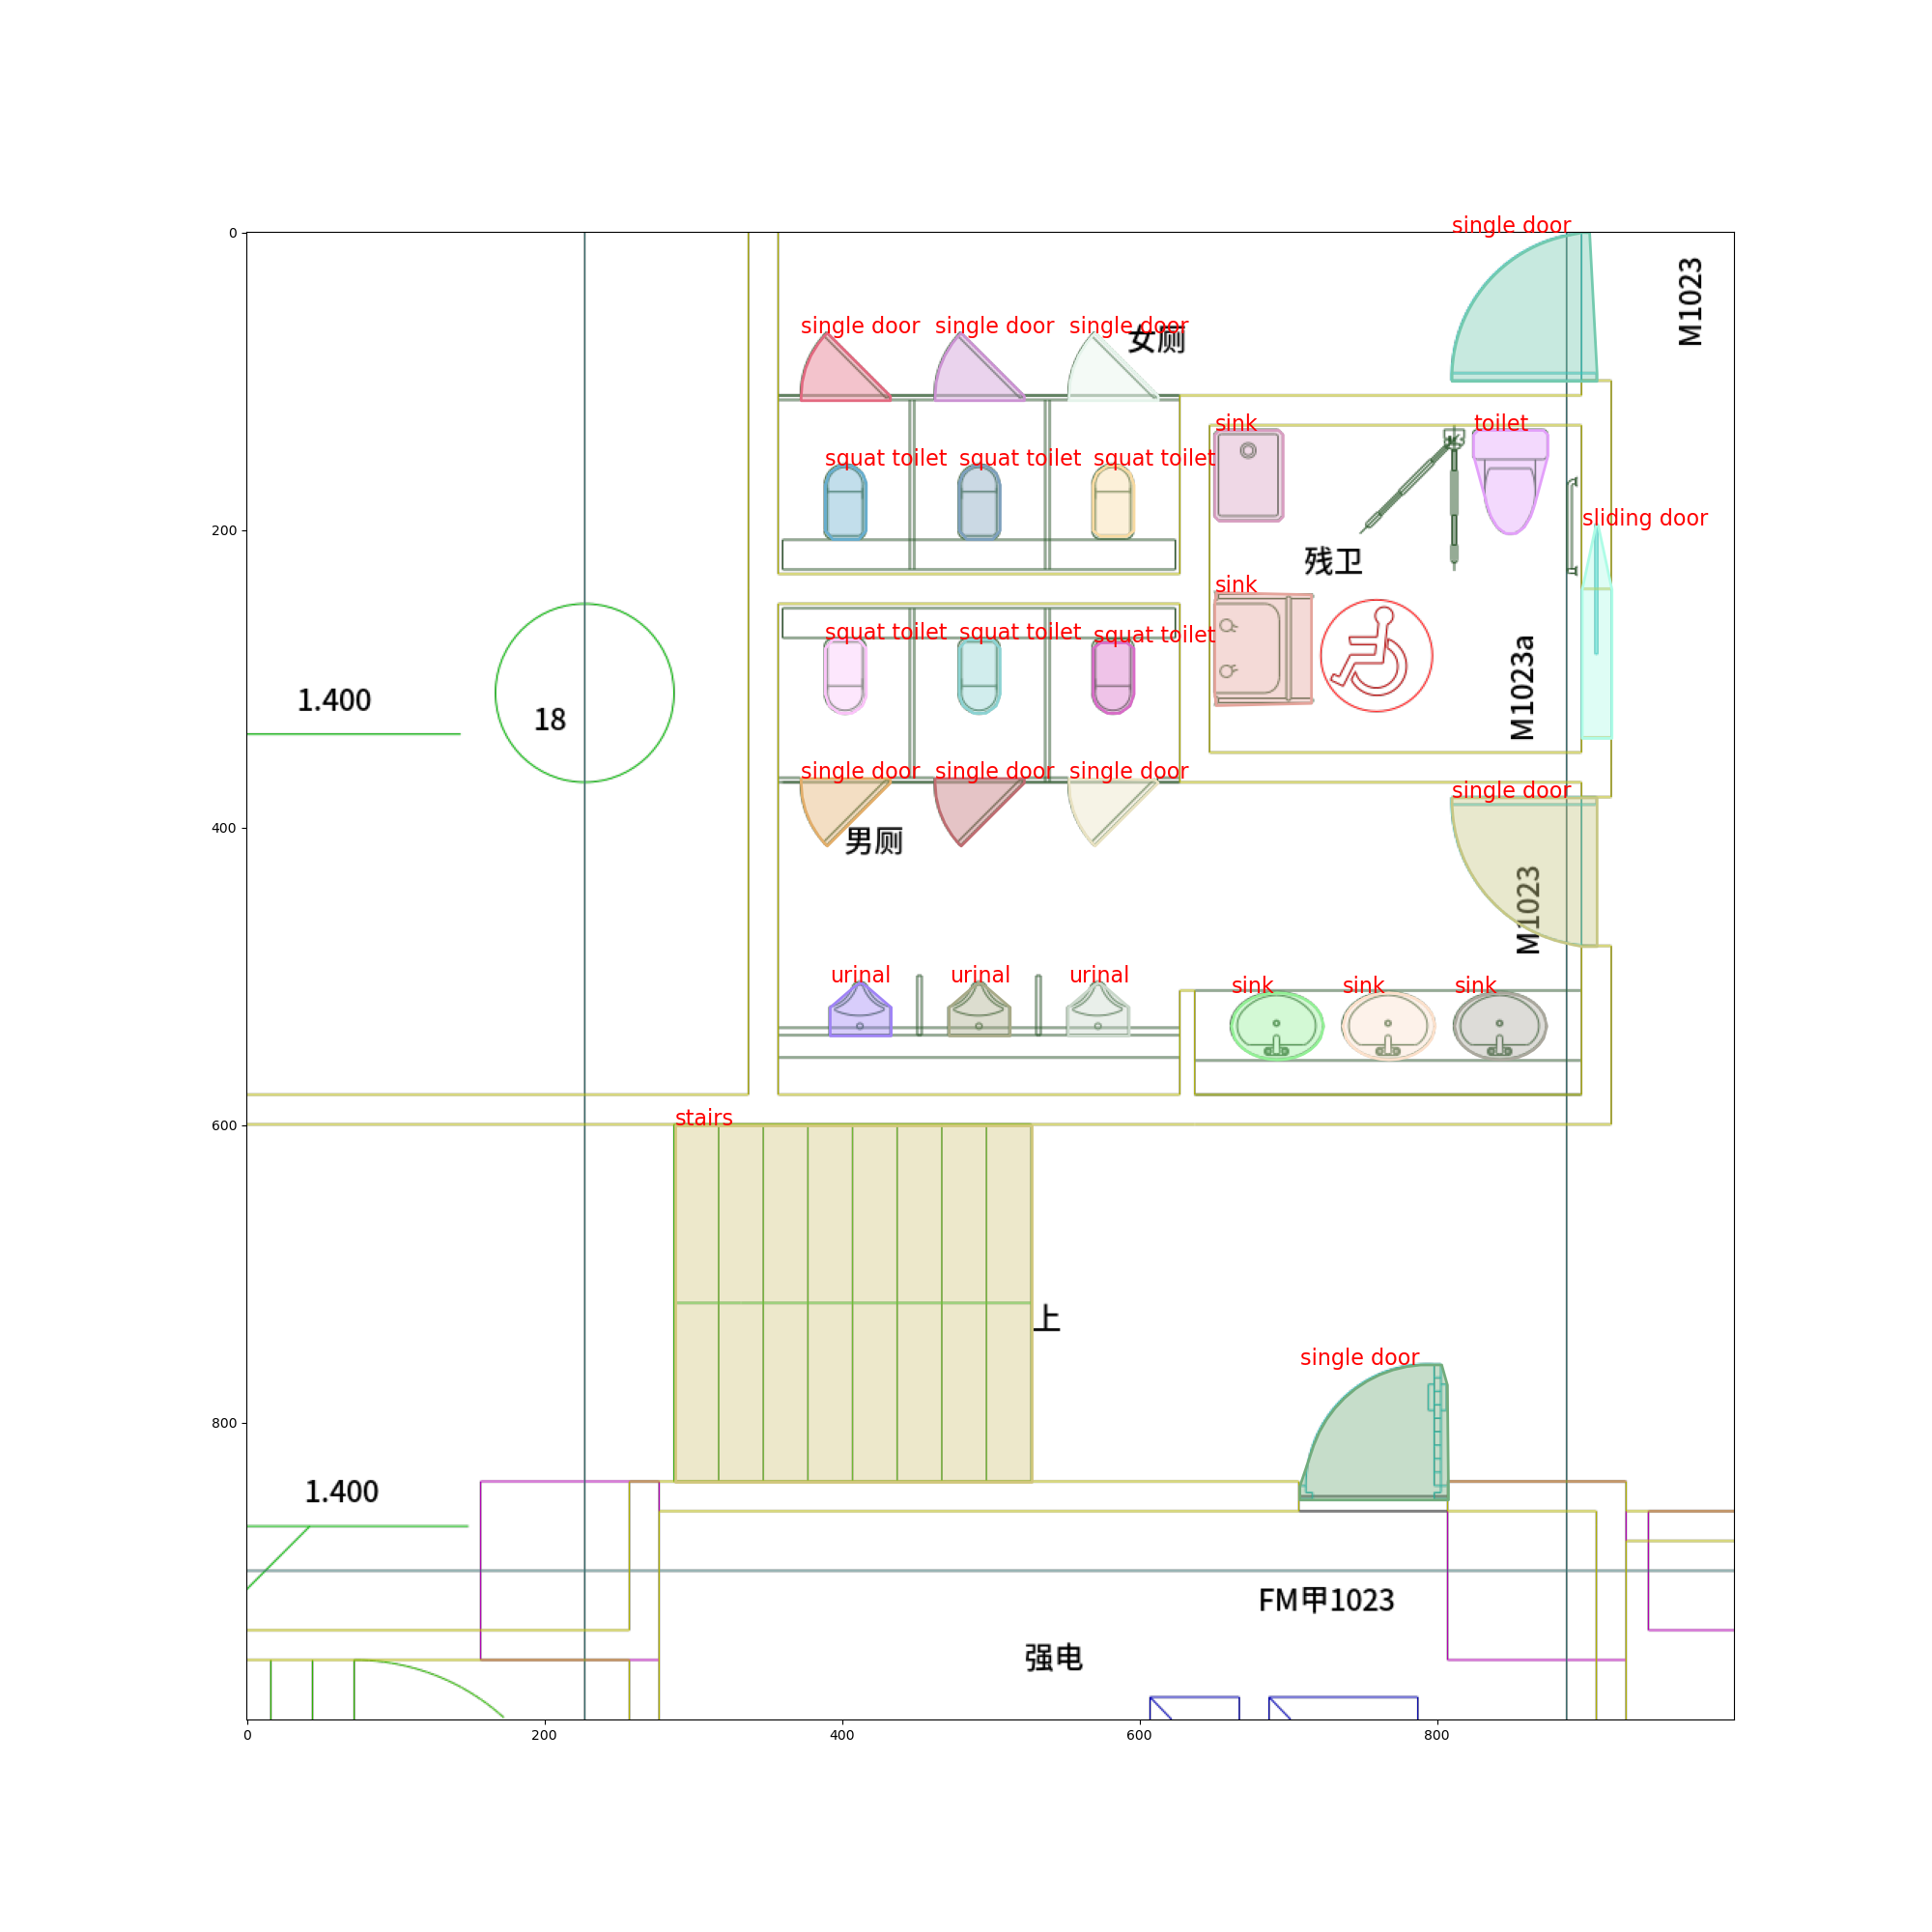 0
single door
M1023
single door
single door
single door
女厕
sink
toilet
squat toilet
squat toilet
squat toilet
200
sliding door
残卫
sink
squat toilet
squat toilet
squat toilet
M1023a
1.400
18
single door
single door
single door
single door
400
男厕
M1023
urinal
urinal
urinal
sink
sink
sink
600
stairs
上
single door
800
1.400
FM甲1023
强电
0
200
400
600
800